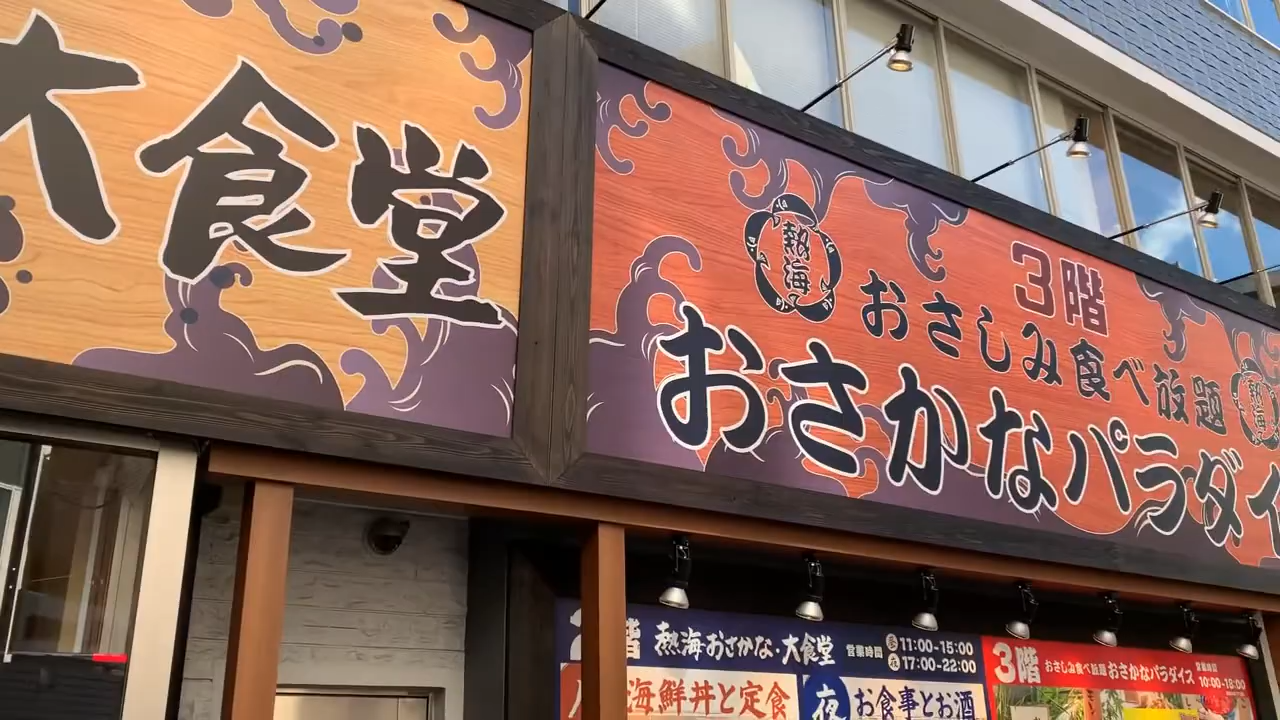 大食堂
熱海
3階
おさしみ食べ放題
おさかなパラダイ
熱海
階 熱海おさかな・大食堂 営業時間 昼11:00-15:00
夜17:00-22:00
海鮮丼と定食
夜 お食事とお酒
3階 おさしみ食べ放題 おさかなパラダイス 営業時間 10:00-18:00